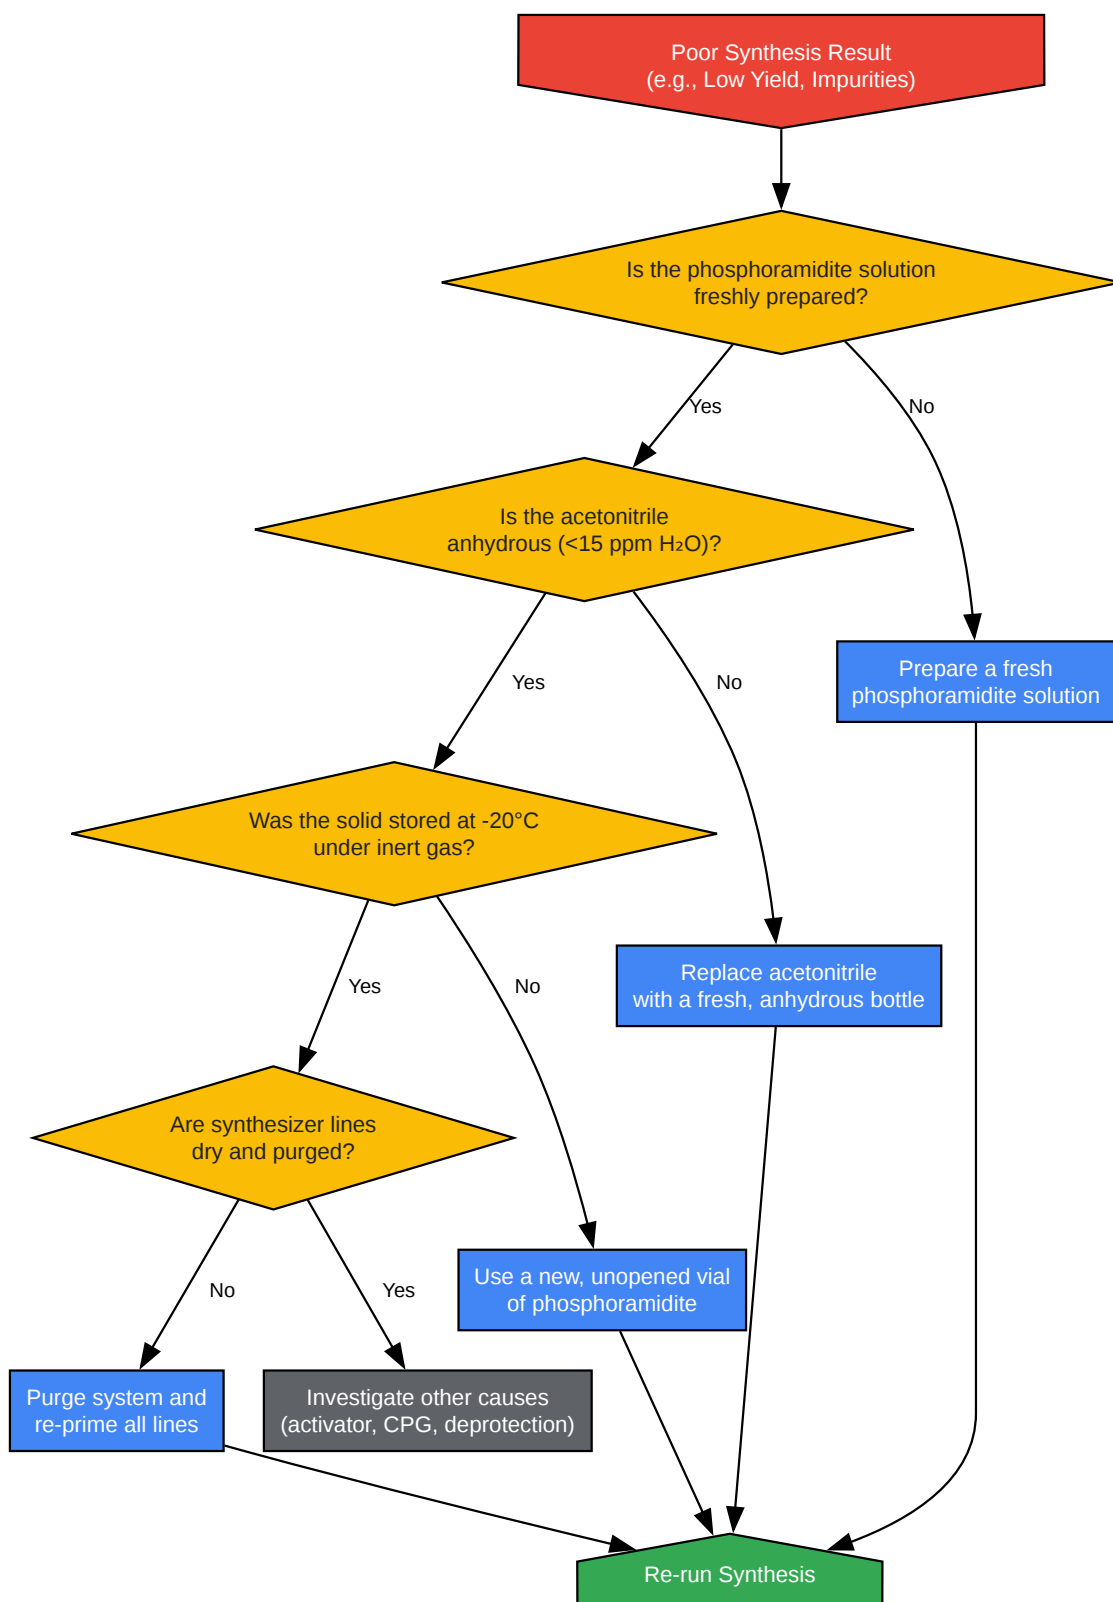 Poor Synthesis Result
(e.g., Low Yield, Impurities)
Is the phosphoramidite solution
freshly prepared?
Yes
No
Is the acetonitrile
anhydrous (<15 ppm H₂O)?
Yes
No
Prepare a fresh
phosphoramidite solution
Was the solid stored at -20°C
under inert gas?
Yes
No
Replace acetonitrile
with a fresh, anhydrous bottle
Are synthesizer lines
dry and purged?
No
Yes
Use a new, unopened vial
of phosphoramidite
Purge system and
re-prime all lines
Investigate other causes
(activator, CPG, deprotection)
Re-run Synthesis